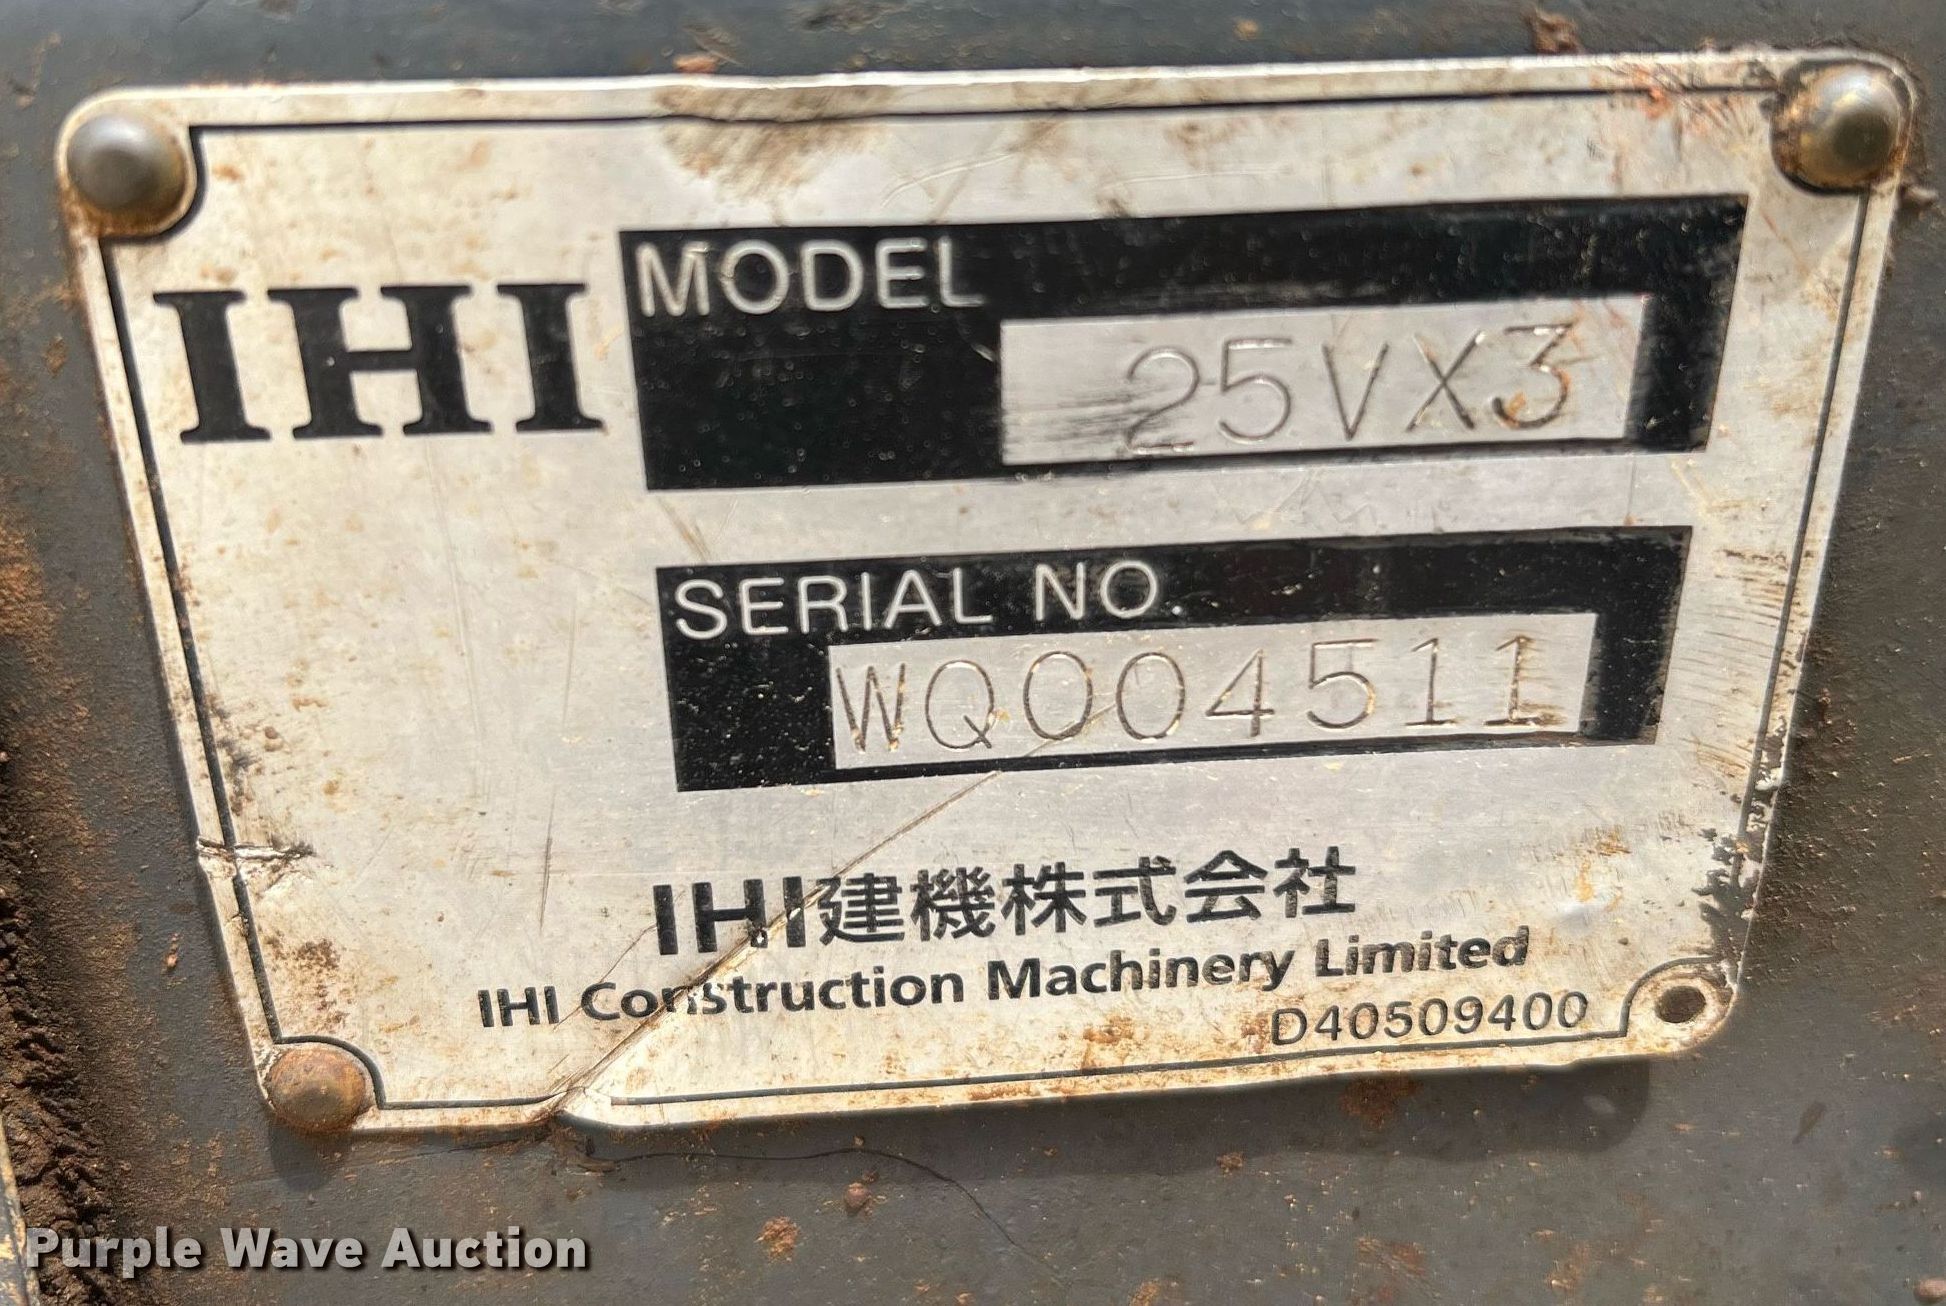 IHI
MODEL
25VX3
SERIAL NO.
WQ004511
IHI建機株式会社
IHI Construction Machinery Limited
D40509400
Purple Wave Auction